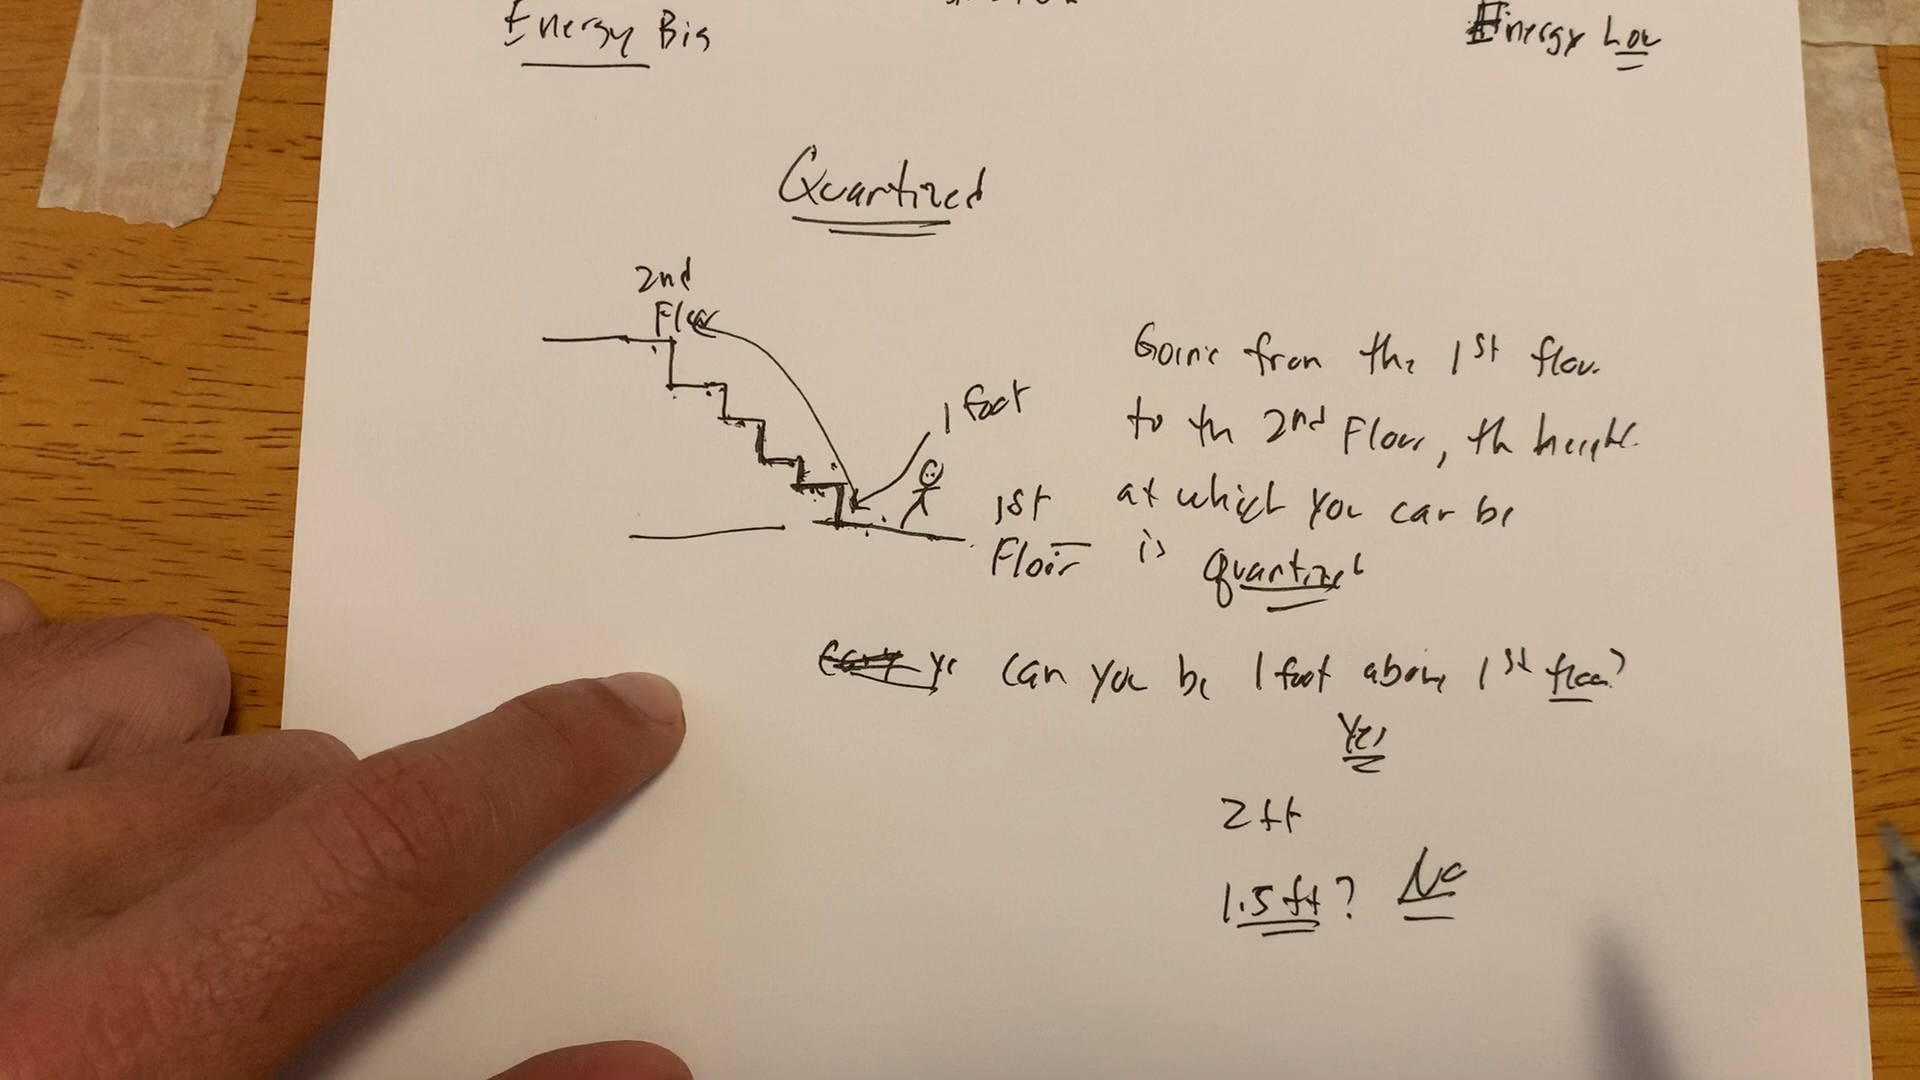 Energy Big
Energy Low
Quantized
2nd
Floor
1 foot
1st
Floor
Going from the 1st floor
to the 2nd Floor, the height
at which you can be
is quantized
Can you be 1 foot above 1st floor?
Yes
2 ft
1.5 ft? No